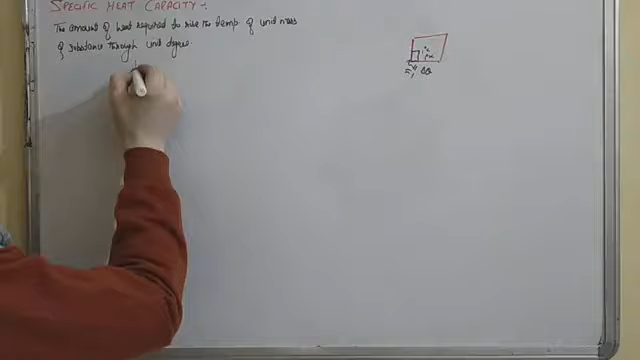 SPECIFIC HEAT CAPACITY :-
The amount of heat required to rise the temp of unit mass
of substance through unit degree.